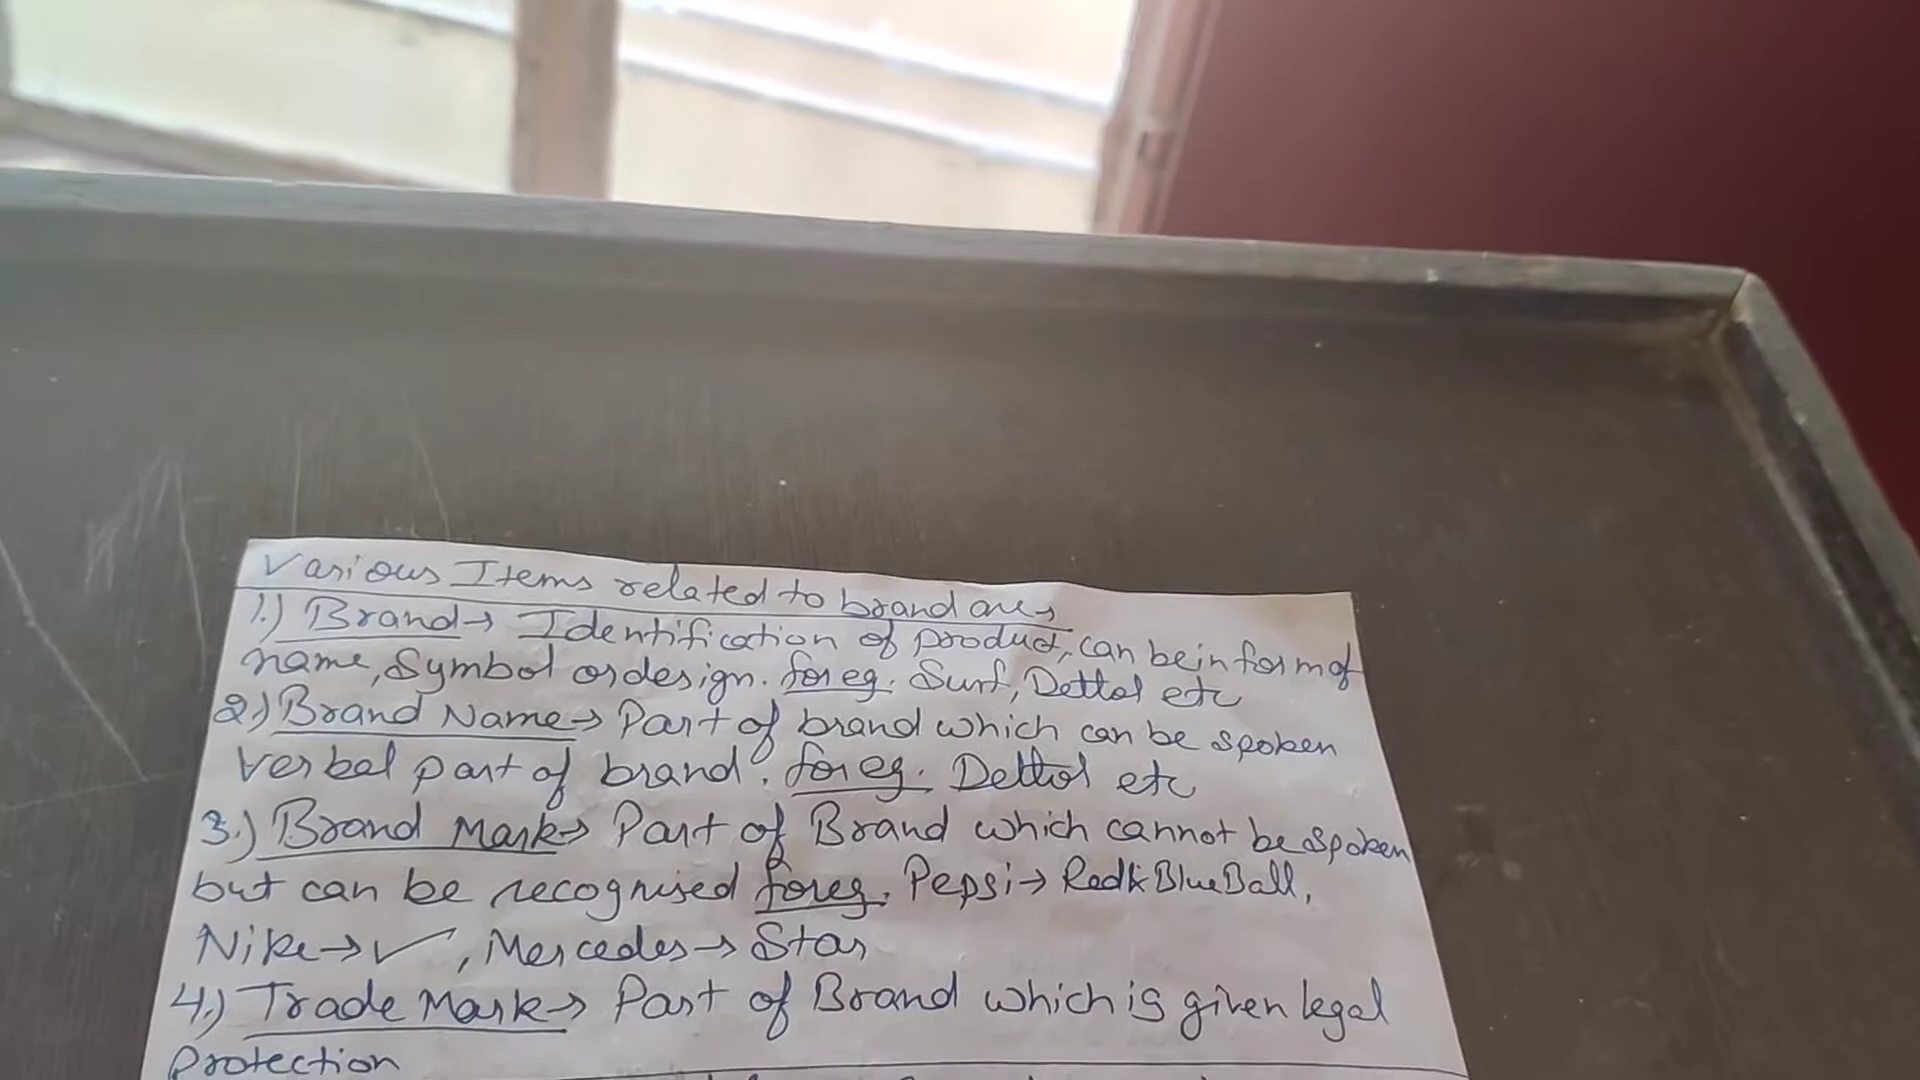 Various Items related to brand are→
1.) Brand→ Identification of product, can be in form of
name, Symbol or design. for eg. Surf, Dettol etc
2.) Brand Name→ Part of brand which can be spoken
Verbal part of brand. for eg. Dettol etc
3.) Brand Mark→ Part of Brand which cannot be spoken
but can be recognised for eg. Pepsi→ Red & Blue Ball,
Nike→ ✓, Mercedes→ Star
4.) Trade Mark→ Part of Brand which is given legal
Protection